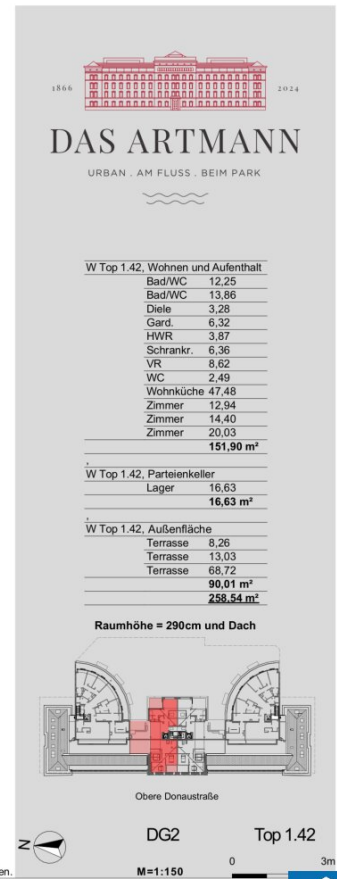 1866 2024
DAS ARTMANN
URBAN . AM FLUSS . BEIM PARK
W Top 1.42, Wohnen und Aufenthalt
Bad/WC 12,25
Bad/WC 13,86
Diele 3,28
Gard. 6,32
HWR 3,87
Schrankr. 6,36
VR 8,62
WC 2,49
Wohnküche 47,48
Zimmer 12,94
Zimmer 14,40
Zimmer 20,03
151,90 m²
,
W Top 1.42, Parteienkeller
Lager 16,63
16,63 m²
,
W Top 1.42, Außenfläche
Terrasse 8,26
Terrasse 13,03
Terrasse 68,72
90,01 m²
258,54 m²
Raumhöhe = 290cm und Dach
Obere Donaustraße
N
DG2 Top 1.42
en. M=1:150 0 3m